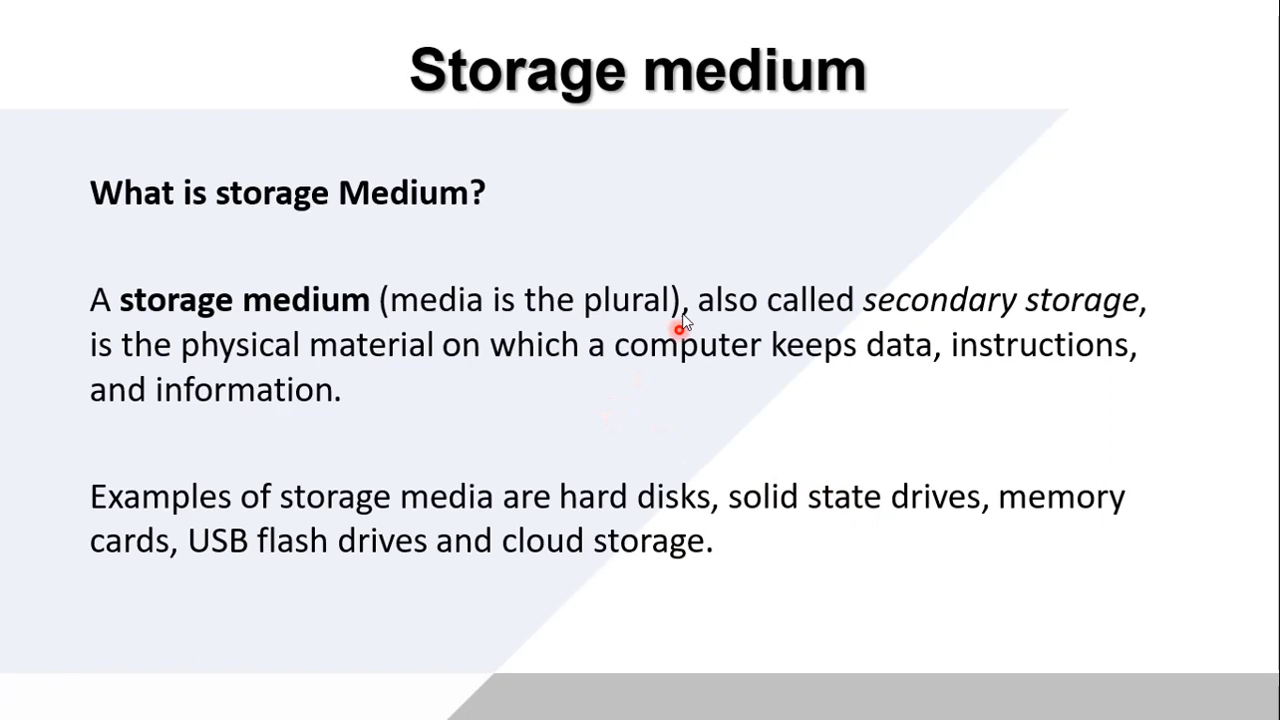 Storage medium
What is storage Medium?
A storage medium (media is the plural), also called secondary storage,
is the physical material on which a computer keeps data, instructions,
and information.
Examples of storage media are hard disks, solid state drives, memory
cards, USB flash drives and cloud storage.